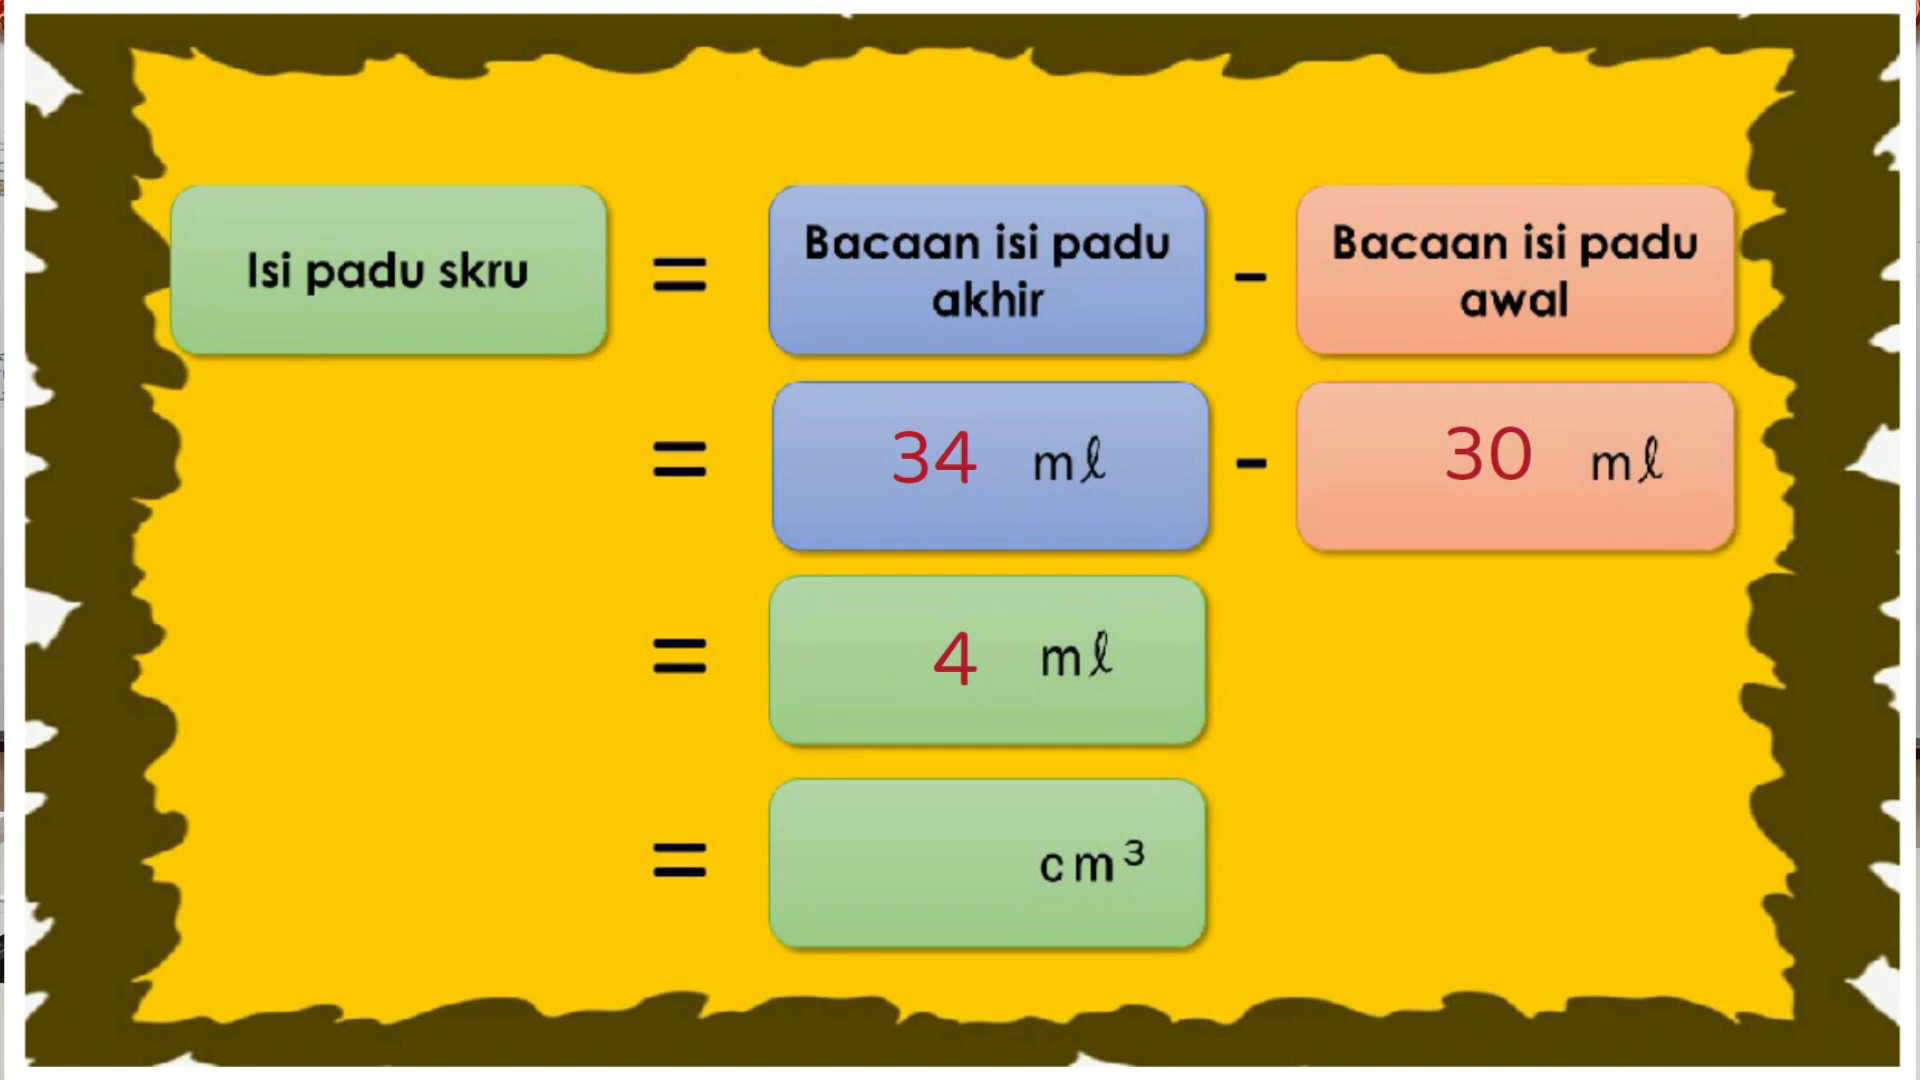 Isi padu skru = Bacaan isi padu akhir - Bacaan isi padu awal
= 34 mℓ - 30 mℓ
= 4 mℓ
= cm³